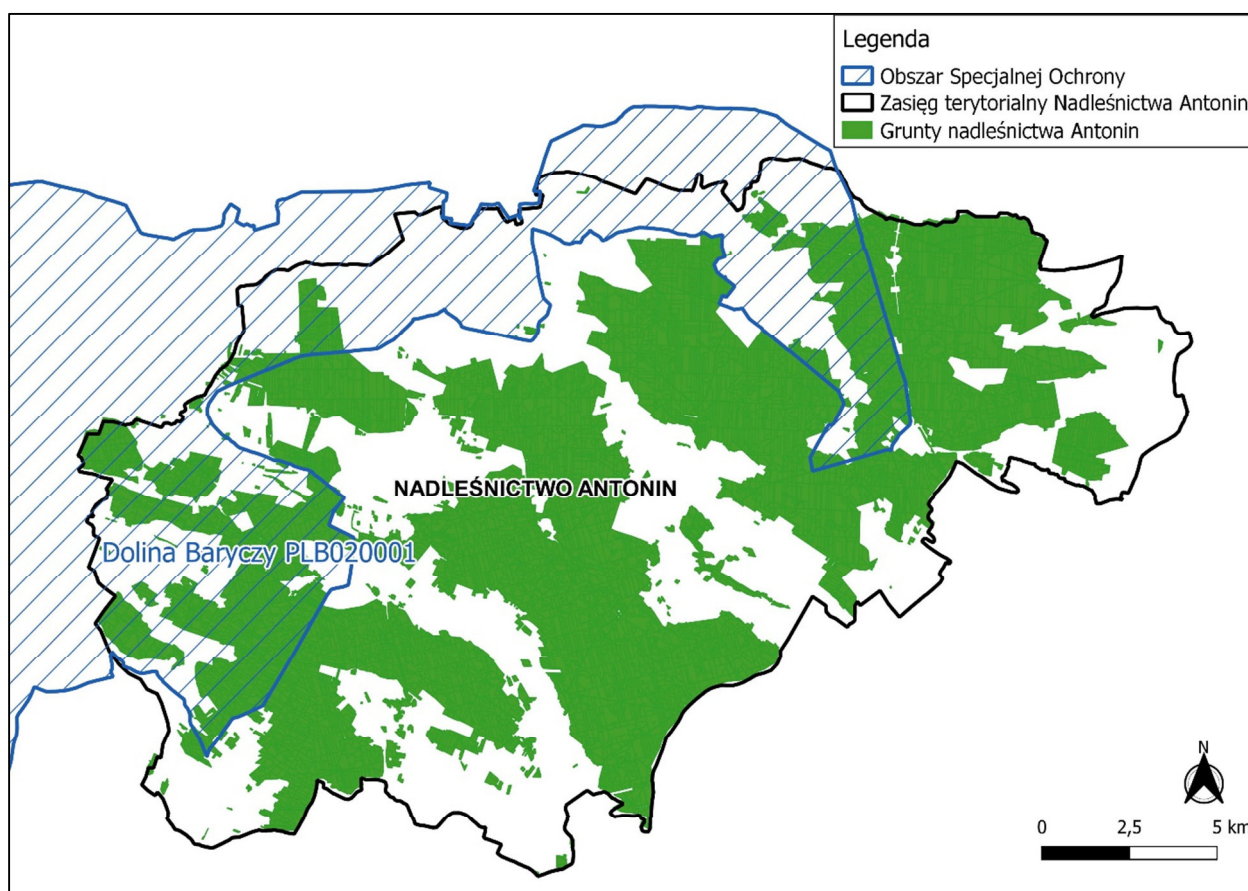 Legenda
Obszar Specjalnej Ochrony
Zasięg terytorialny Nadleśnictwa Antonin
Grunty nadleśnictwa Antonin
NADLEŚNICTWO ANTONIN
Dolina Baryczy PLB020001
N
0 2,5 5 km